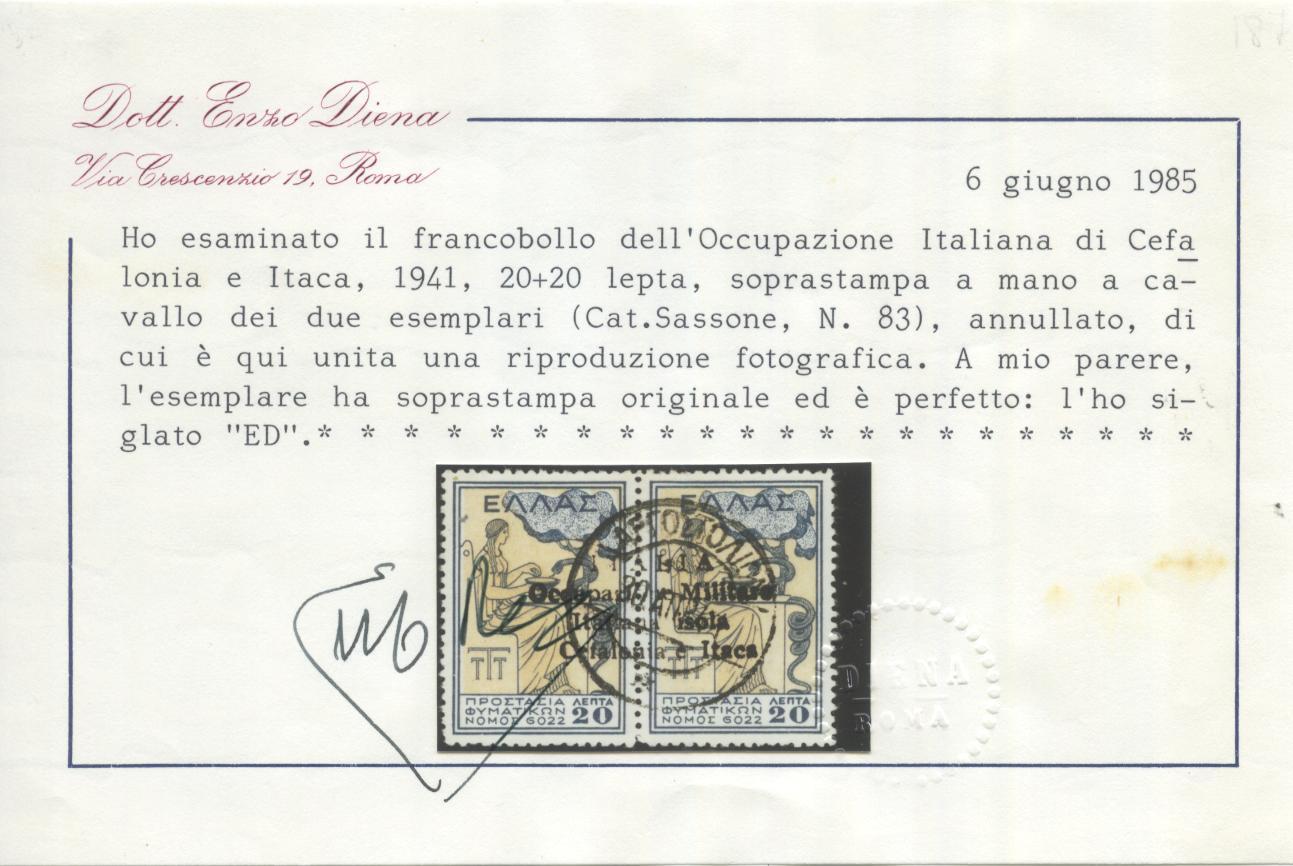 Dott. Enzo Diena
Via Crescenzio 19, Roma
6 giugno 1985
Ho esaminato il francobollo dell'Occupazione Italiana di Cefa
lonia e Itaca, 1941, 20+20 lepta, soprastampa a mano a ca-
vallo dei due esemplari (Cat.Sassone, N. 83), annullato, di
cui è qui unita una riproduzione fotografica. A mio parere,
l'esemplare ha soprastampa originale ed è perfetto: l'ho si-
glato "ED".* * * * * * * * * * * * * * * * * * * * *
ΕΛΛΑΣ ΕΛΛΑΣ
ΑΡΓΟΣΤΟΛΙ
Occupazione Militare
Italiana isola
Cefalonia e Itaca
ΠΡΟΣΤΑΣΙΑ ΛΕΠΤΑ ΠΡΟΣΤΑΣΙΑ ΛΕΠΤΑ
ΦΥΜΑΤΙΚΩΝ ΦΥΜΑΤΙΚΩΝ
ΝΟΜΟΣ 6022 20 ΝΟΜΟΣ 6022 20